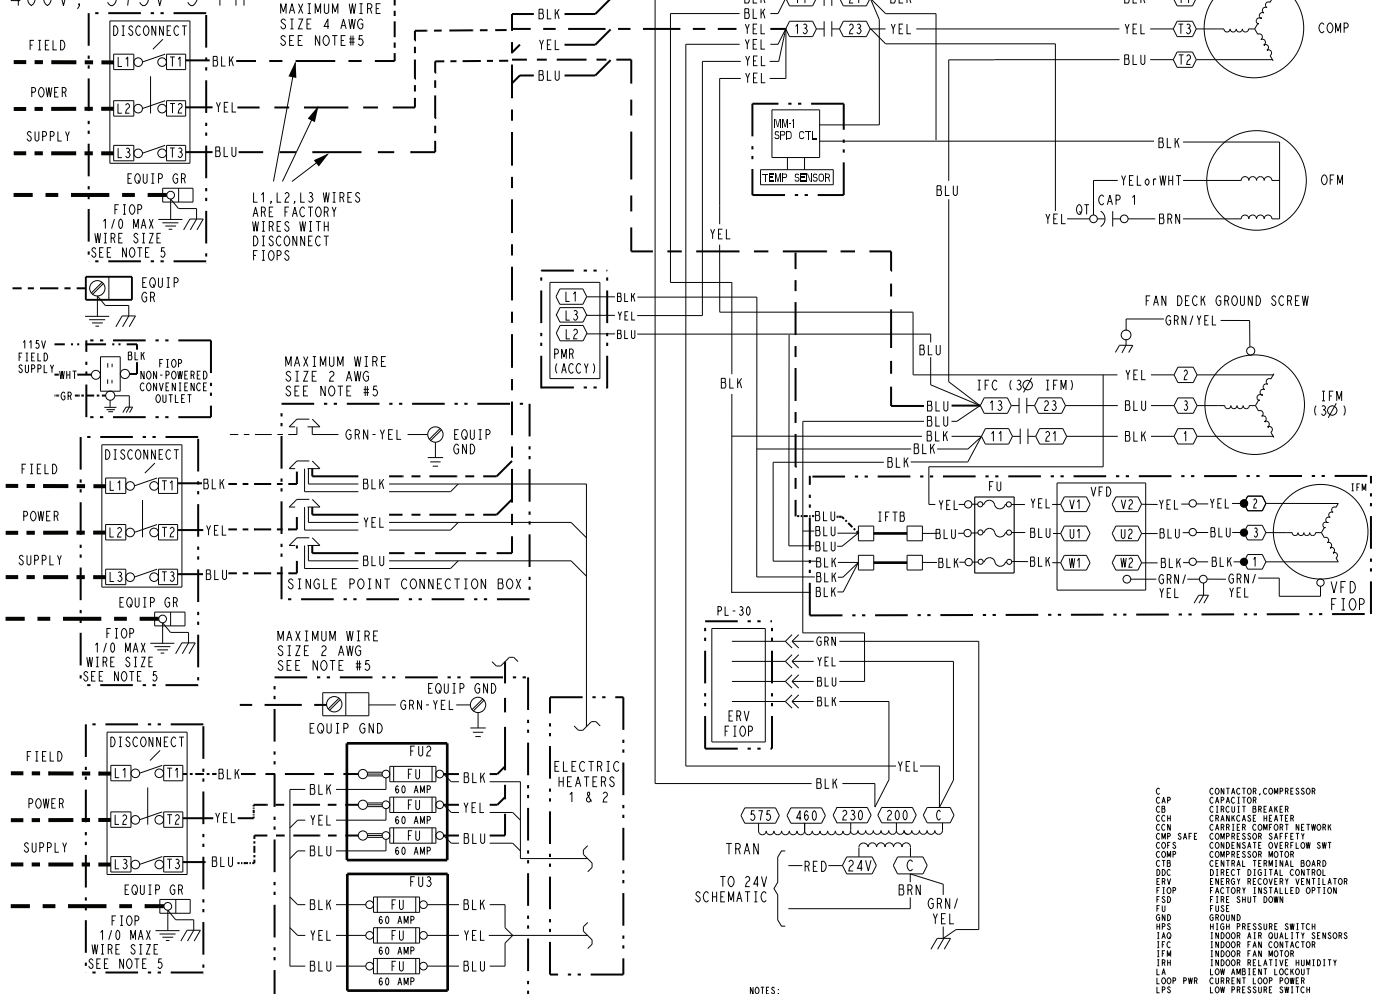 MAXIMUM WIRE
SIZE 4 AWG
SEE NOTE#5
DISCONNECT
FIELD
L1 T1 BLK
POWER
L2 T2 YEL
SUPPLY
L3 T3 BLU
EQUIP GR
FIOP
1/0 MAX
WIRE SIZE
SEE NOTE 5
L1,L2,L3 WIRES
ARE FACTORY
WIRES WITH
DISCONNECT
FIOPS
EQUIP
GR
115V
FIELD
SUPPLY
BLK
WHT
GR
FIOP
NON-POWERED
CONVENIENCE
OUTLET
MAXIMUM WIRE
SIZE 2 AWG
SEE NOTE #5
GRN-YEL
EQUIP
GND
DISCONNECT
FIELD
L1 T1 BLK
BLK
POWER
L2 T2 YEL
YEL
SUPPLY
L3 T3 BLU
BLU
SINGLE POINT CONNECTION BOX
EQUIP GR
FIOP
1/0 MAX
WIRE SIZE
SEE NOTE 5
MAXIMUM WIRE
SIZE 2 AWG
SEE NOTE #5
EQUIP GND
GRN-YEL
EQUIP GND
DISCONNECT
FIELD
L1 T1 BLK
POWER
L2 T2 YEL
SUPPLY
L3 T3 BLU
EQUIP GR
FIOP
1/0 MAX
WIRE SIZE
SEE NOTE 5
FU2
FU BLK
BLK 60 AMP
FU YEL
YEL 60 AMP
FU BLU
BLU 60 AMP
FU3
BLK FU BLK
60 AMP
YEL FU YEL
60 AMP
BLU FU BLU
60 AMP
ELECTRIC
HEATERS
1 & 2
BLK
YEL
BLU
BLK
YEL 13 23 YEL
YEL
YEL
YEL
YEL T3
BLU T2
COMP
MM-1
SPD CTL
TEMP SENSOR
BLK
YELorWHT
OFM
QT CAP 1
YEL BRN
BLU
YEL
L1 BLK
L3 YEL
L2 BLU
PMR
(ACCY)
BLK
BLU
FAN DECK GROUND SCREW
GRN/YEL
YEL 2
IFC (3Ø IFM)
BLU 13 23 BLU 3
BLU
BLK 11 21 BLK 1
BLK
BLK
IFM
(3Ø)
FU VFD IFM
YEL YEL V1 V2 YEL YEL 2
BLU
BLU
BLU
IFTB
BLU BLU U1 U2 BLU BLU 3
BLK
BLK
BLK
BLK BLK W1 W2 BLK BLK 1
GRN/
YEL
GRN/
YEL
VFD
FIOP
PL-30
GRN
YEL
BLU
BLK
ERV
FIOP
YEL
BLK
575 460 230 200 C
TRAN
RED 24V C
TO 24V
SCHEMATIC
BRN
GRN/
YEL
C CONTACTOR,COMPRESSOR
CAP CAPACITOR
CB CIRCUIT BREAKER
CCH CRANKCASE HEATER
CCN CARRIER COMFORT NETWORK
CMP SAFE COMPRESSOR SAFFETY
COFS CONDENSATE OVERFLOW SWT
COMP COMPRESSOR MOTOR
CTB CENTRAL TERMINAL BOARD
DDC DIRECT DIGITAL CONTROL
ERV ENERGY RECOVERY VENTILATOR
FIOP FACTORY INSTALLED OPTION
FSD FIRE SHUT DOWN
FU FUSE
GND GROUND
HPS HIGH PRESSURE SWITCH
IAQ INDOOR AIR QUALITY SENSORS
IFC INDOOR FAN CONTACTOR
IFM INDOOR FAN MOTOR
IRH INDOOR RELATIVE HUMIDITY
LA LOW AMBIENT LOCKOUT
LOOP PWR CURRENT LOOP POWER
LPS LOW PRESSURE SWITCH
NOTES: